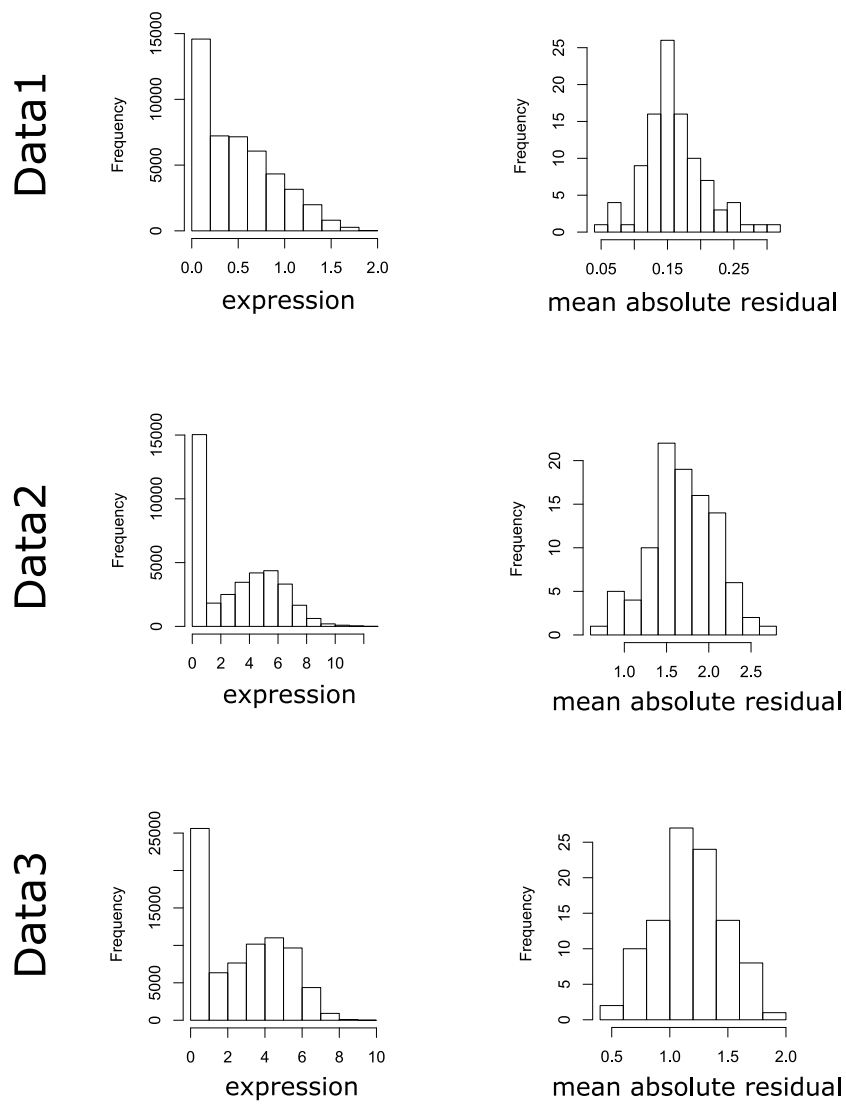 Data1
Frequency
15000
10000
5000
0
0.0 0.5 1.0 1.5 2.0
expression
Frequency
25
20
15
10
5
0
0.05 0.15 0.25
mean absolute residual
Data2
Frequency
15000
10000
5000
0
0 2 4 6 8 10
expression
Frequency
20
15
10
5
0
1.0 1.5 2.0 2.5
mean absolute residual
Data3
Frequency
25000
15000
5000
0
0 2 4 6 8 10
expression
Frequency
25
20
15
10
5
0
0.5 1.0 1.5 2.0
mean absolute residual